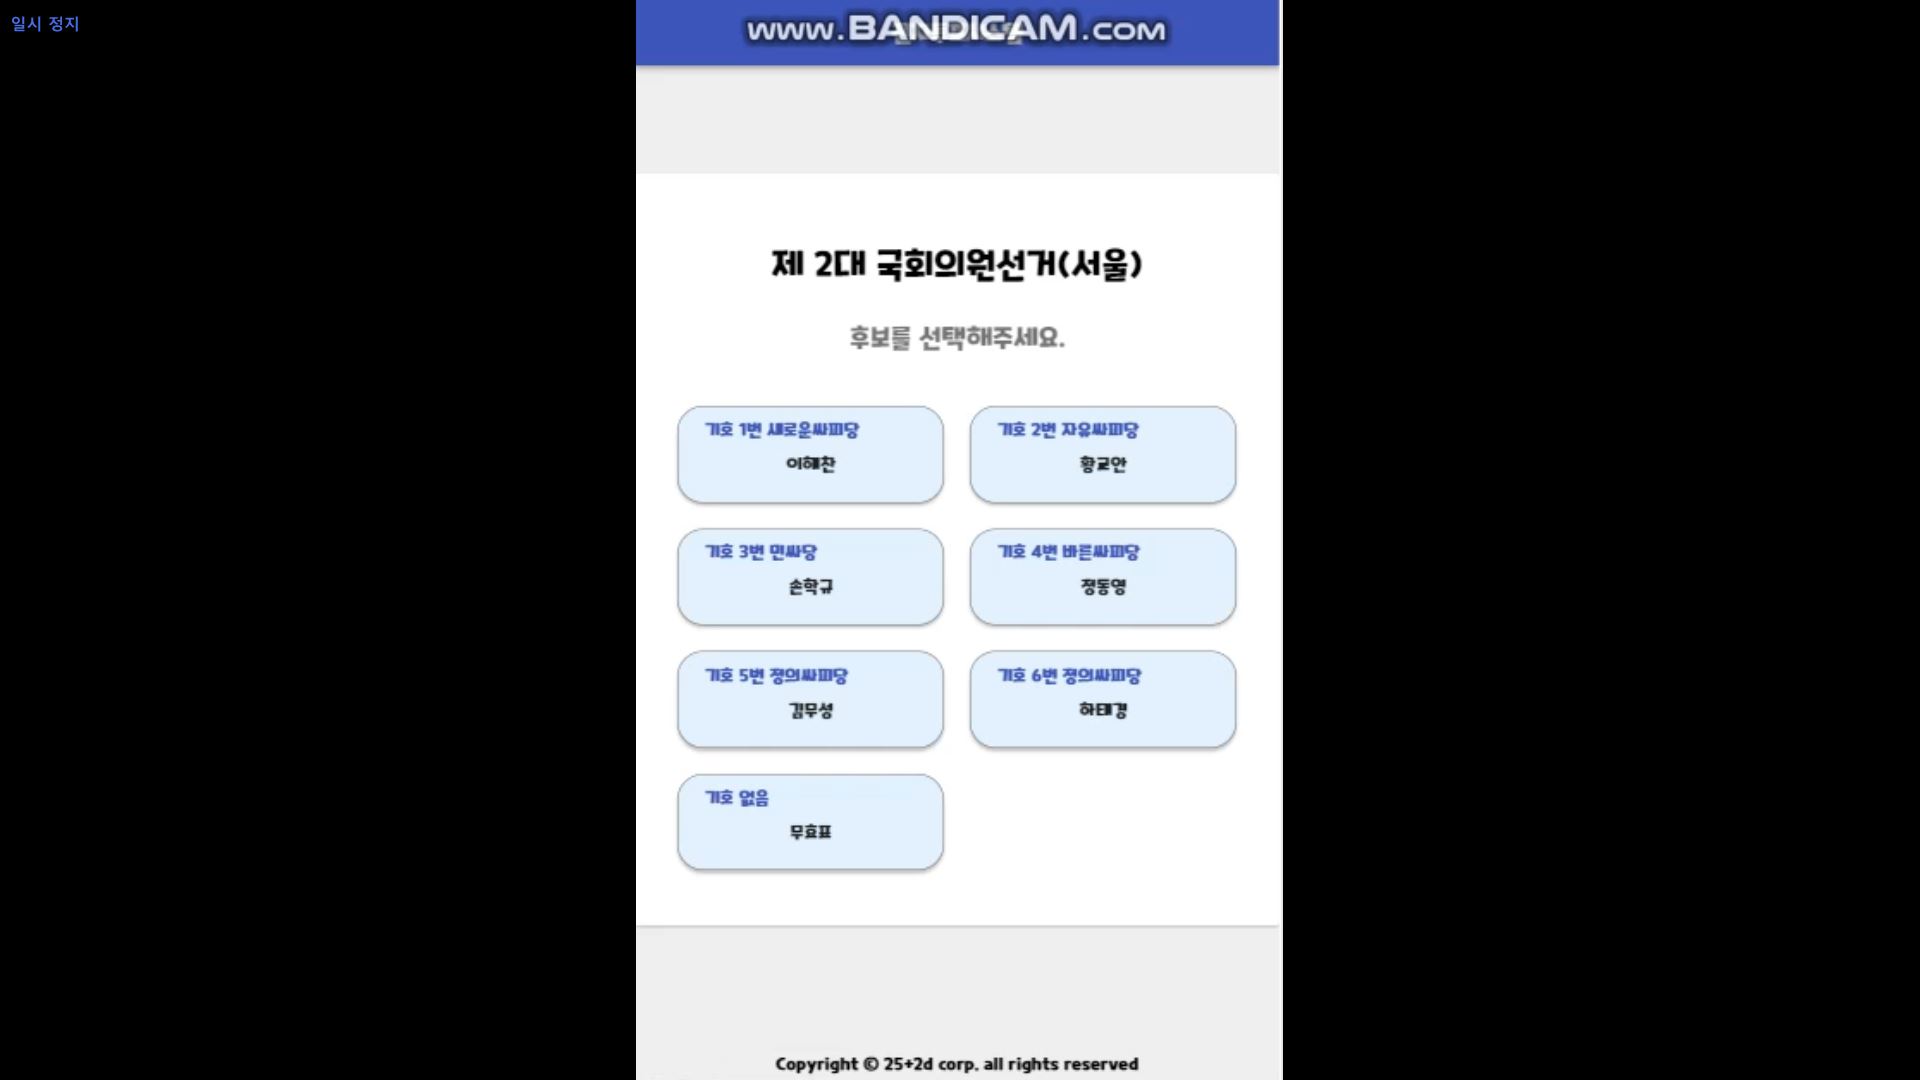 일시 정지
www.BANDICAM.com
제 2대 국회의원선거(서울)
후보를 선택해주세요.
기호 1번 새로운싸피당
이해찬
기호 2번 자유싸피당
황교안
기호 3번 민싸당
손학규
기호 4번 바른싸피당
정동영
기호 5번 정의싸피당
김무성
기호 6번 정의싸피당
하태경
기호 없음
무효표
Copyright © 25+2d corp. all rights reserved